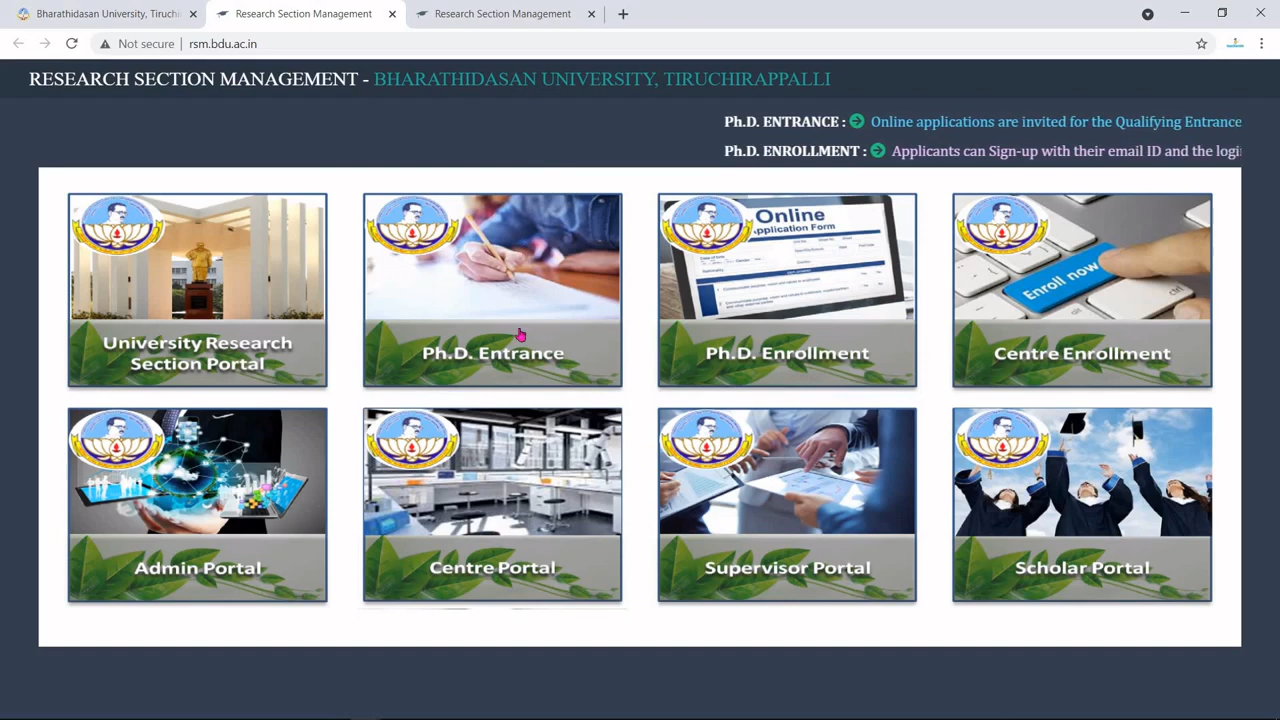 Bharathidasan University, Tiruchi
Research Section Management
Research Section Management
Not secure
rsm.bdu.ac.in
RESEARCH SECTION MANAGEMENT - BHARATHIDASAN UNIVERSITY, TIRUCHIRAPPALLI
Ph.D. ENTRANCE : Online applications are invited for the Qualifying Entrance
Ph.D. ENROLLMENT : Applicants can Sign-up with their email ID and the logi
University Research
Section Portal
Ph.D. Entrance
Online
Application Form
Ph.D. Enrollment
Enroll now
ctrl
Centre Enrollment
Admin Portal
Centre Portal
Supervisor Portal
Scholar Portal